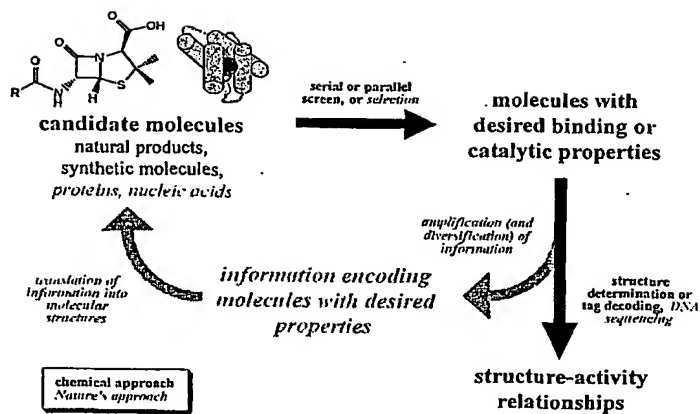 O
OH
O
O
N
R
N
H
H
S
candidate molecules
natural products,
synthetic molecules,
proteins, nucleic acids
serial or parallel
screen, or selection
molecules with
desired binding or
catalytic properties
amplification (and
diversification) of
information
translation of
information into
molecular
structures
information encoding
molecules with desired
properties
structure
determination or
tag decoding, DNA
sequencing
structure-activity
relationships
chemical approach
Nature's approach